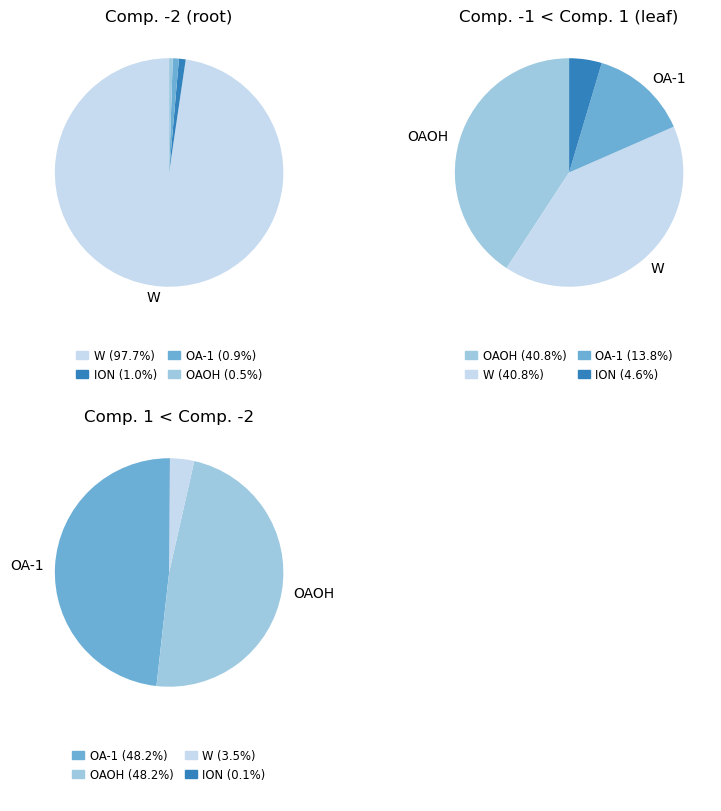 Comp. -2 (root)
W
W (97.7%) OA-1 (0.9%)
ION (1.0%) OAOH (0.5%)
Comp. -1 < Comp. 1 (leaf)
OA-1
OAOH
W
OAOH (40.8%) OA-1 (13.8%)
W (40.8%) ION (4.6%)
Comp. 1 < Comp. -2
OA-1
OAOH
OA-1 (48.2%) W (3.5%)
OAOH (48.2%) ION (0.1%)